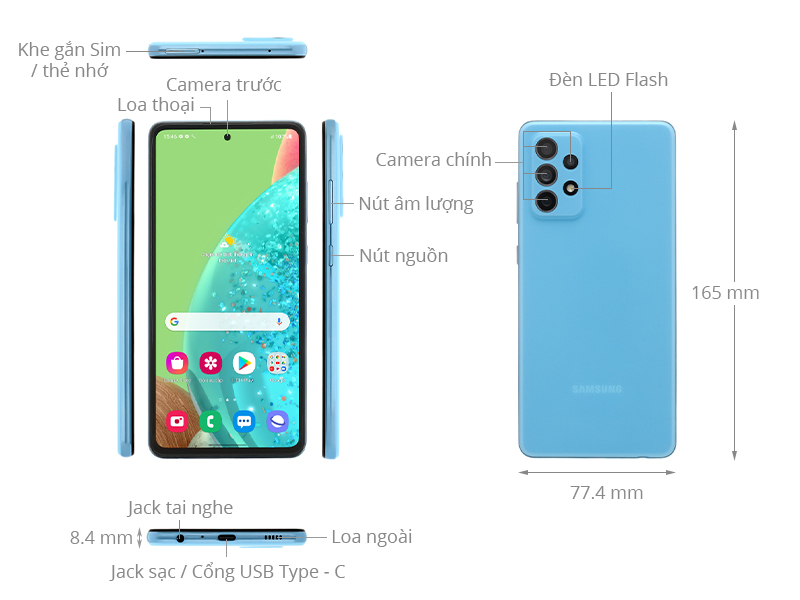 Khe gắn Sim
/ thẻ nhớ
Camera trước
Loa thoại
Đèn LED Flash
Camera chính
Nút âm lượng
Nút nguồn
165 mm
SAMSUNG
77.4 mm
Jack tai nghe
8.4 mm
Loa ngoài
Jack sạc / Cổng USB Type - C